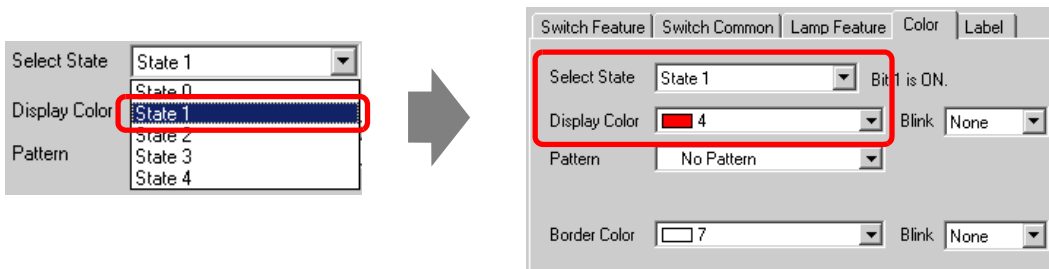 Select State State 1
State 0
Display Color State 1
State 2
Pattern State 3
State 4
Switch Feature Switch Common Lamp Feature Color Label
Select State State 1 Bit 1 is ON.
Display Color 4 Blink None
Pattern No Pattern
Border Color 7 Blink None